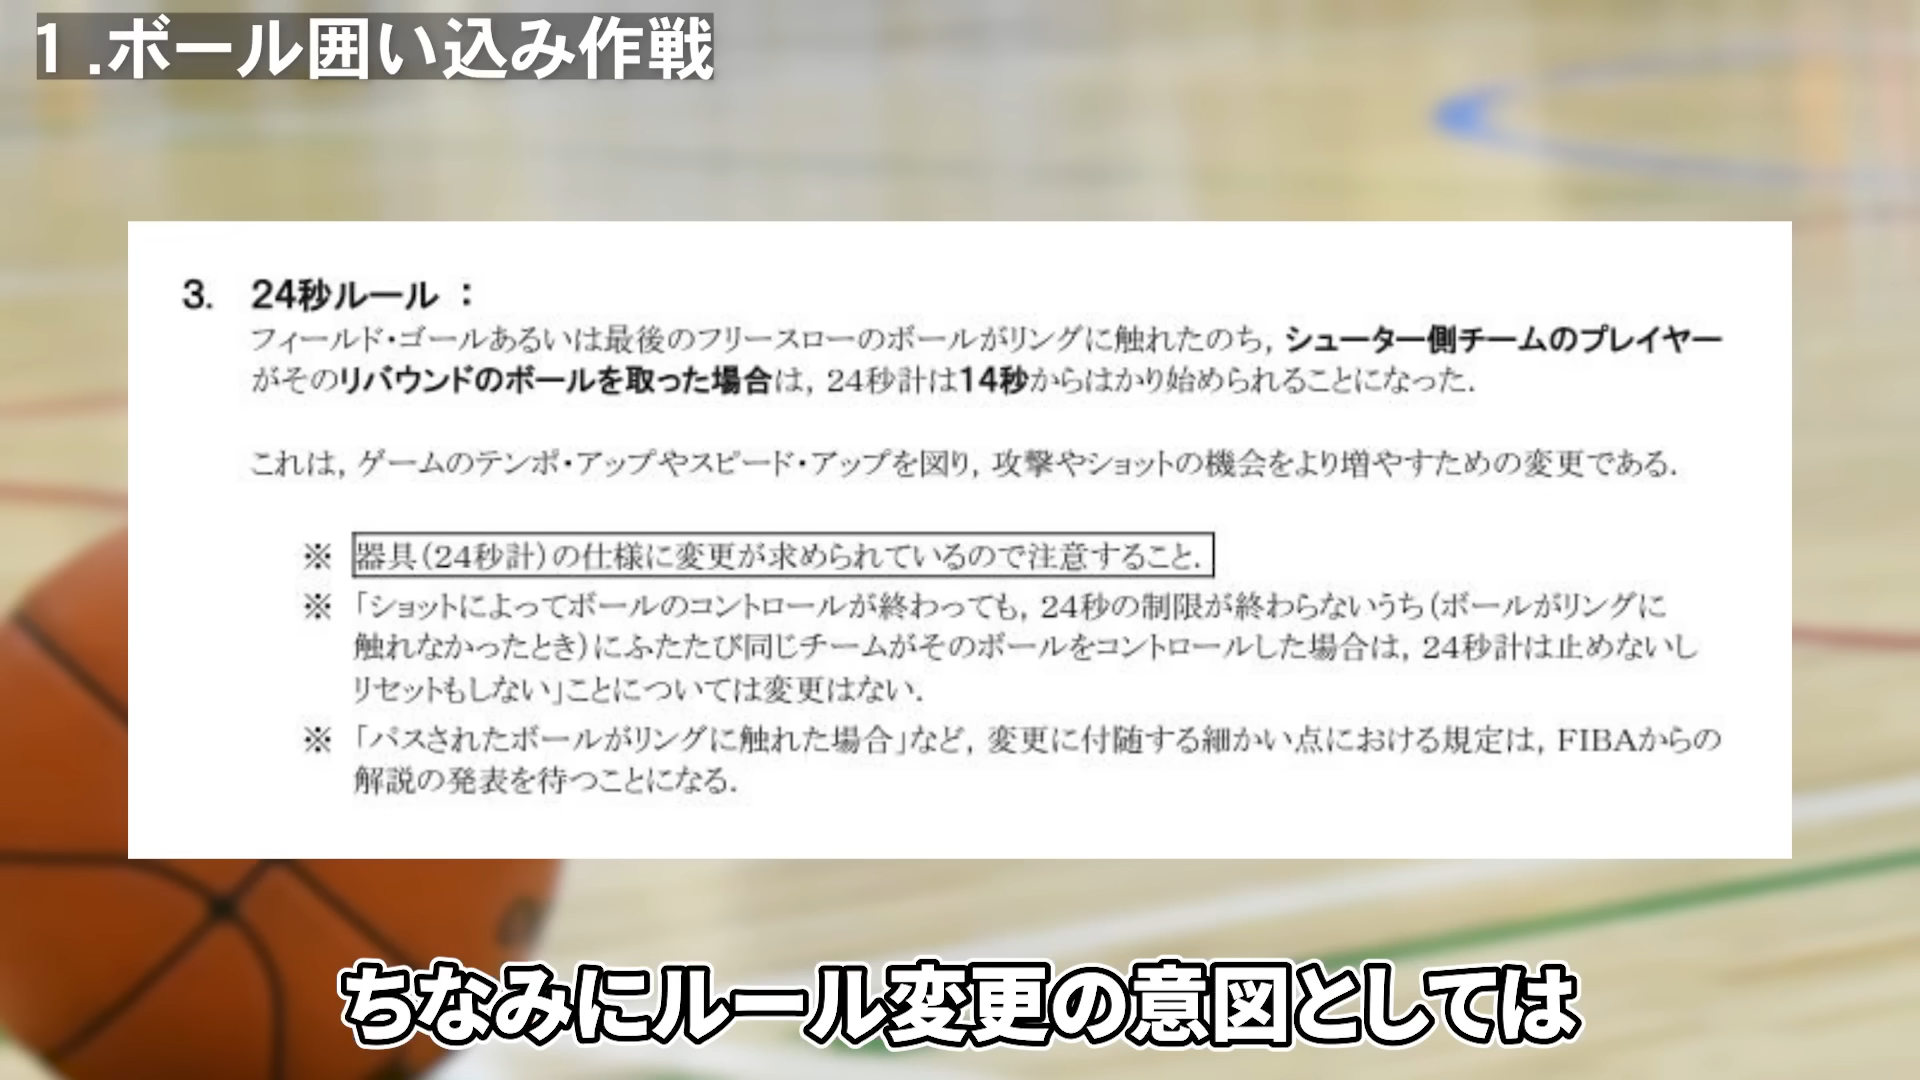 1.ボール囲い込み作戦
3. 24秒ルール：
フィールド・ゴールあるいは最後のフリースローのボールがリングに触れたのち，シューター側チームのプレイヤー
がそのリバウンドのボールを取った場合は，24秒計は14秒からはかり始められることになった．
これは，ゲームのテンポ・アップやスピード・アップを図り，攻撃やショットの機会をより増やすための変更である．
※ 器具（24秒計）の仕様に変更が求められているので注意すること．
※ 「ショットによってボールのコントロールが終わっても，24秒の制限が終わらないうち（ボールがリングに
触れなかったとき）にふたたび同じチームがそのボールをコントロールした場合は，24秒計は止めないし
リセットもしない」ことについては変更はない．
※ 「パスされたボールがリングに触れた場合」など，変更に付随する細かい点における規定は，FIBAからの
解説の発表を待つことになる．
ちなみにルール変更の意図としては